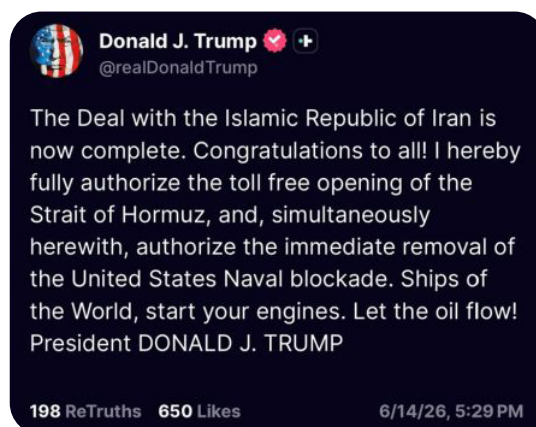 Donald J. Trump
@realDonaldTrump
The Deal with the Islamic Republic of Iran is
now complete. Congratulations to all! I hereby
fully authorize the toll free opening of the
Strait of Hormuz, and, simultaneously
herewith, authorize the immediate removal of
the United States Naval blockade. Ships of
the World, start your engines. Let the oil flow!
President DONALD J. TRUMP
198 ReTruths 650 Likes 6/14/26, 5:29 PM